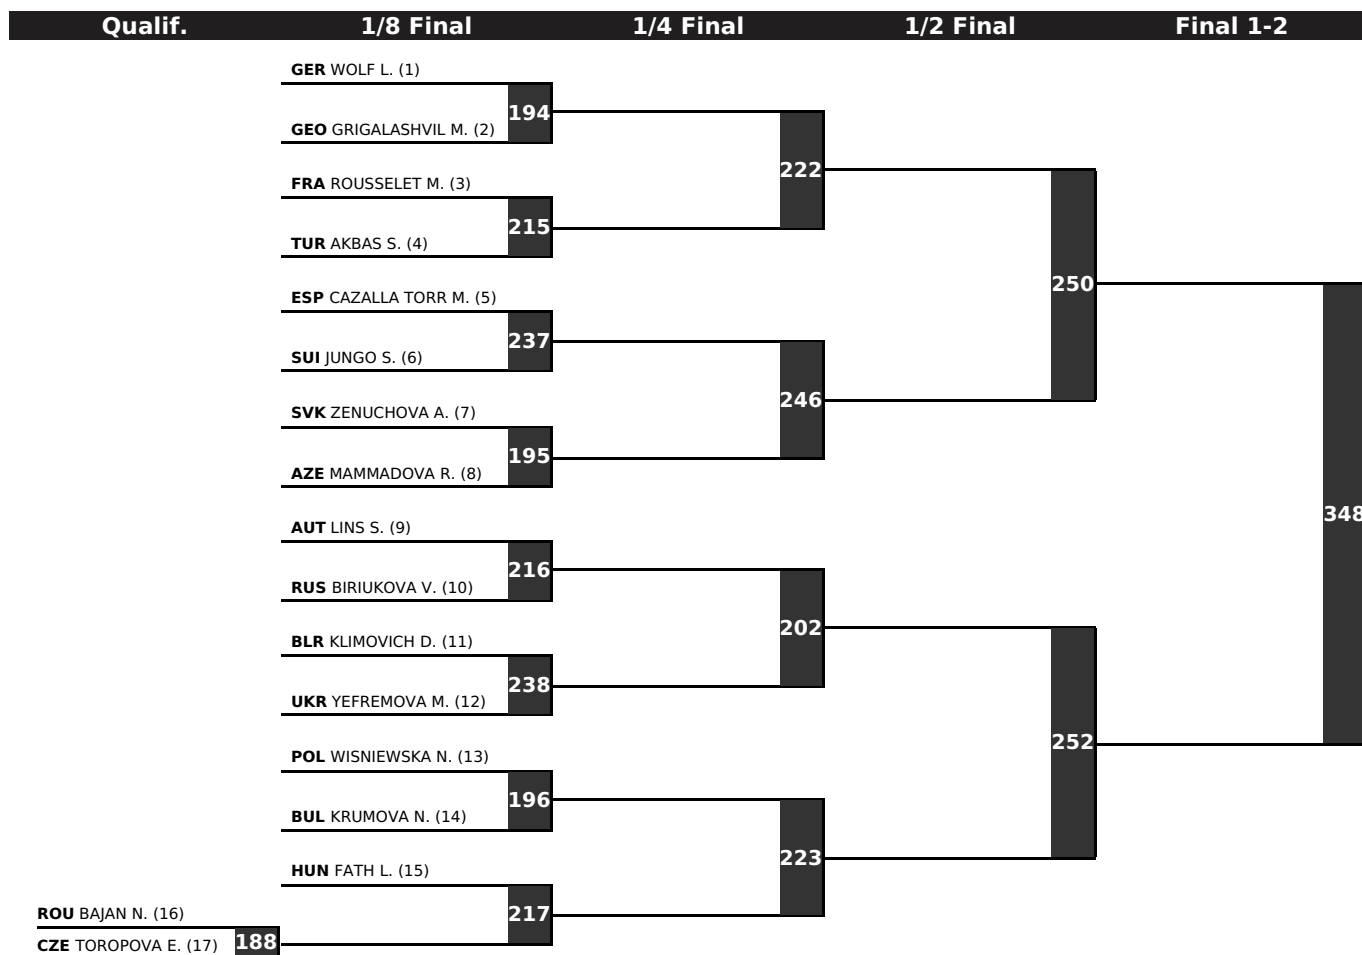 Qualif. 1/8 Final 1/4 Final 1/2 Final Final 1-2
GER WOLF L. (1)
194
GEO GRIGALASHVIL M. (2)
222
FRA ROUSSELET M. (3)
215
TUR AKBAS S. (4)
250
ESP CAZALLA TORR M. (5)
237
SUI JUNGO S. (6)
246
SVK ZENUCHOVA A. (7)
195
AZE MAMMADOVA R. (8)
348
AUT LINS S. (9)
216
RUS BIRIUKOVA V. (10)
202
BLR KLIMOVICH D. (11)
238
UKR YEFREMOVA M. (12)
252
POL WISNIEWSKA N. (13)
196
BUL KRUMOVA N. (14)
223
HUN FATH L. (15)
217
ROU BAJAN N. (16)
188
CZE TOROPOVA E. (17)